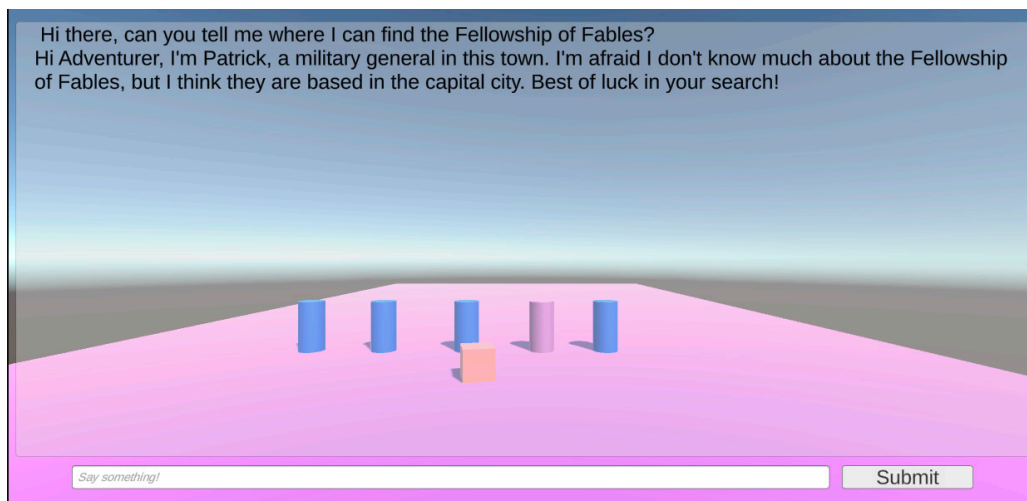 Hi there, can you tell me where I can find the Fellowship of Fables?
Hi Adventurer, I'm Patrick, a military general in this town. I'm afraid I don't know much about the Fellowship
of Fables, but I think they are based in the capital city. Best of luck in your search!
Say something!
Submit